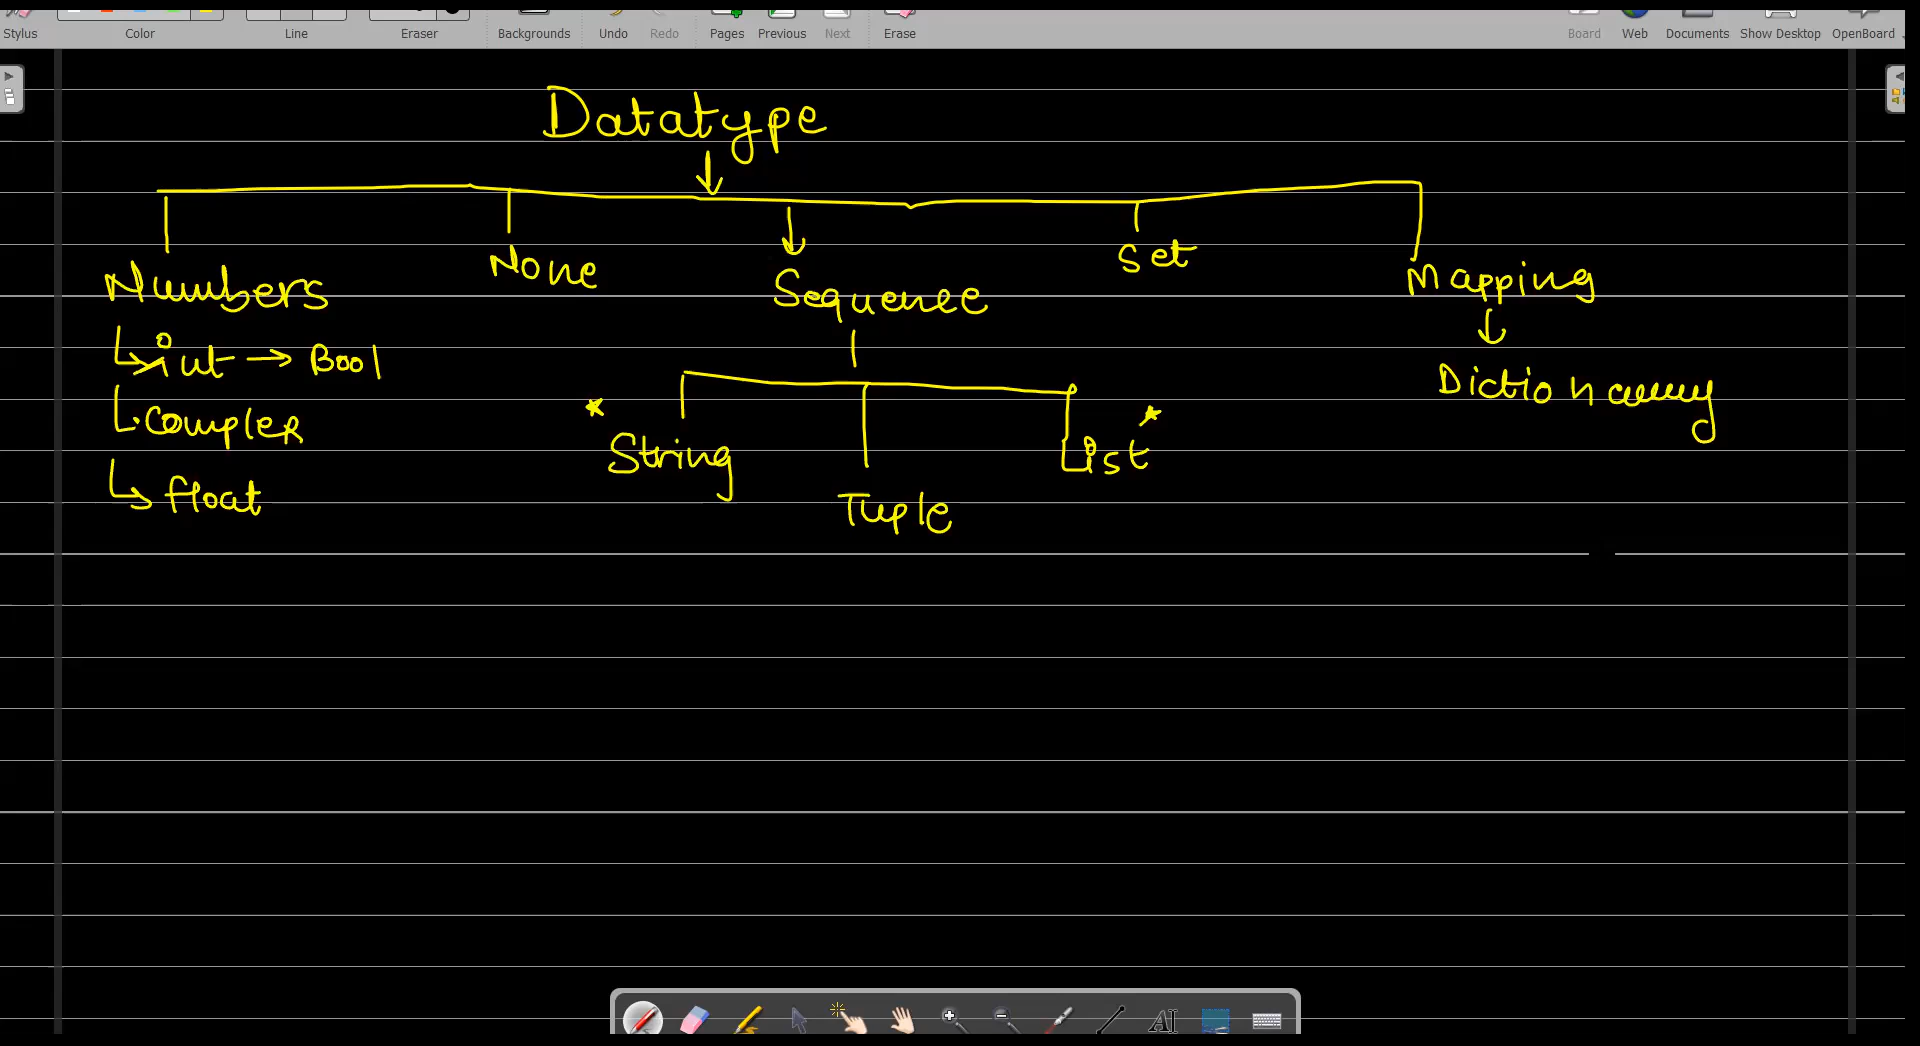 Stylus Color Line Eraser Backgrounds Undo Redo Pages Previous Next Erase Board Web Documents Show Desktop OpenBoard
Datatype
Numbers None Sequence Set Mapping
int → Bool
Complex
float
String Tuple List
Dictionary
AI